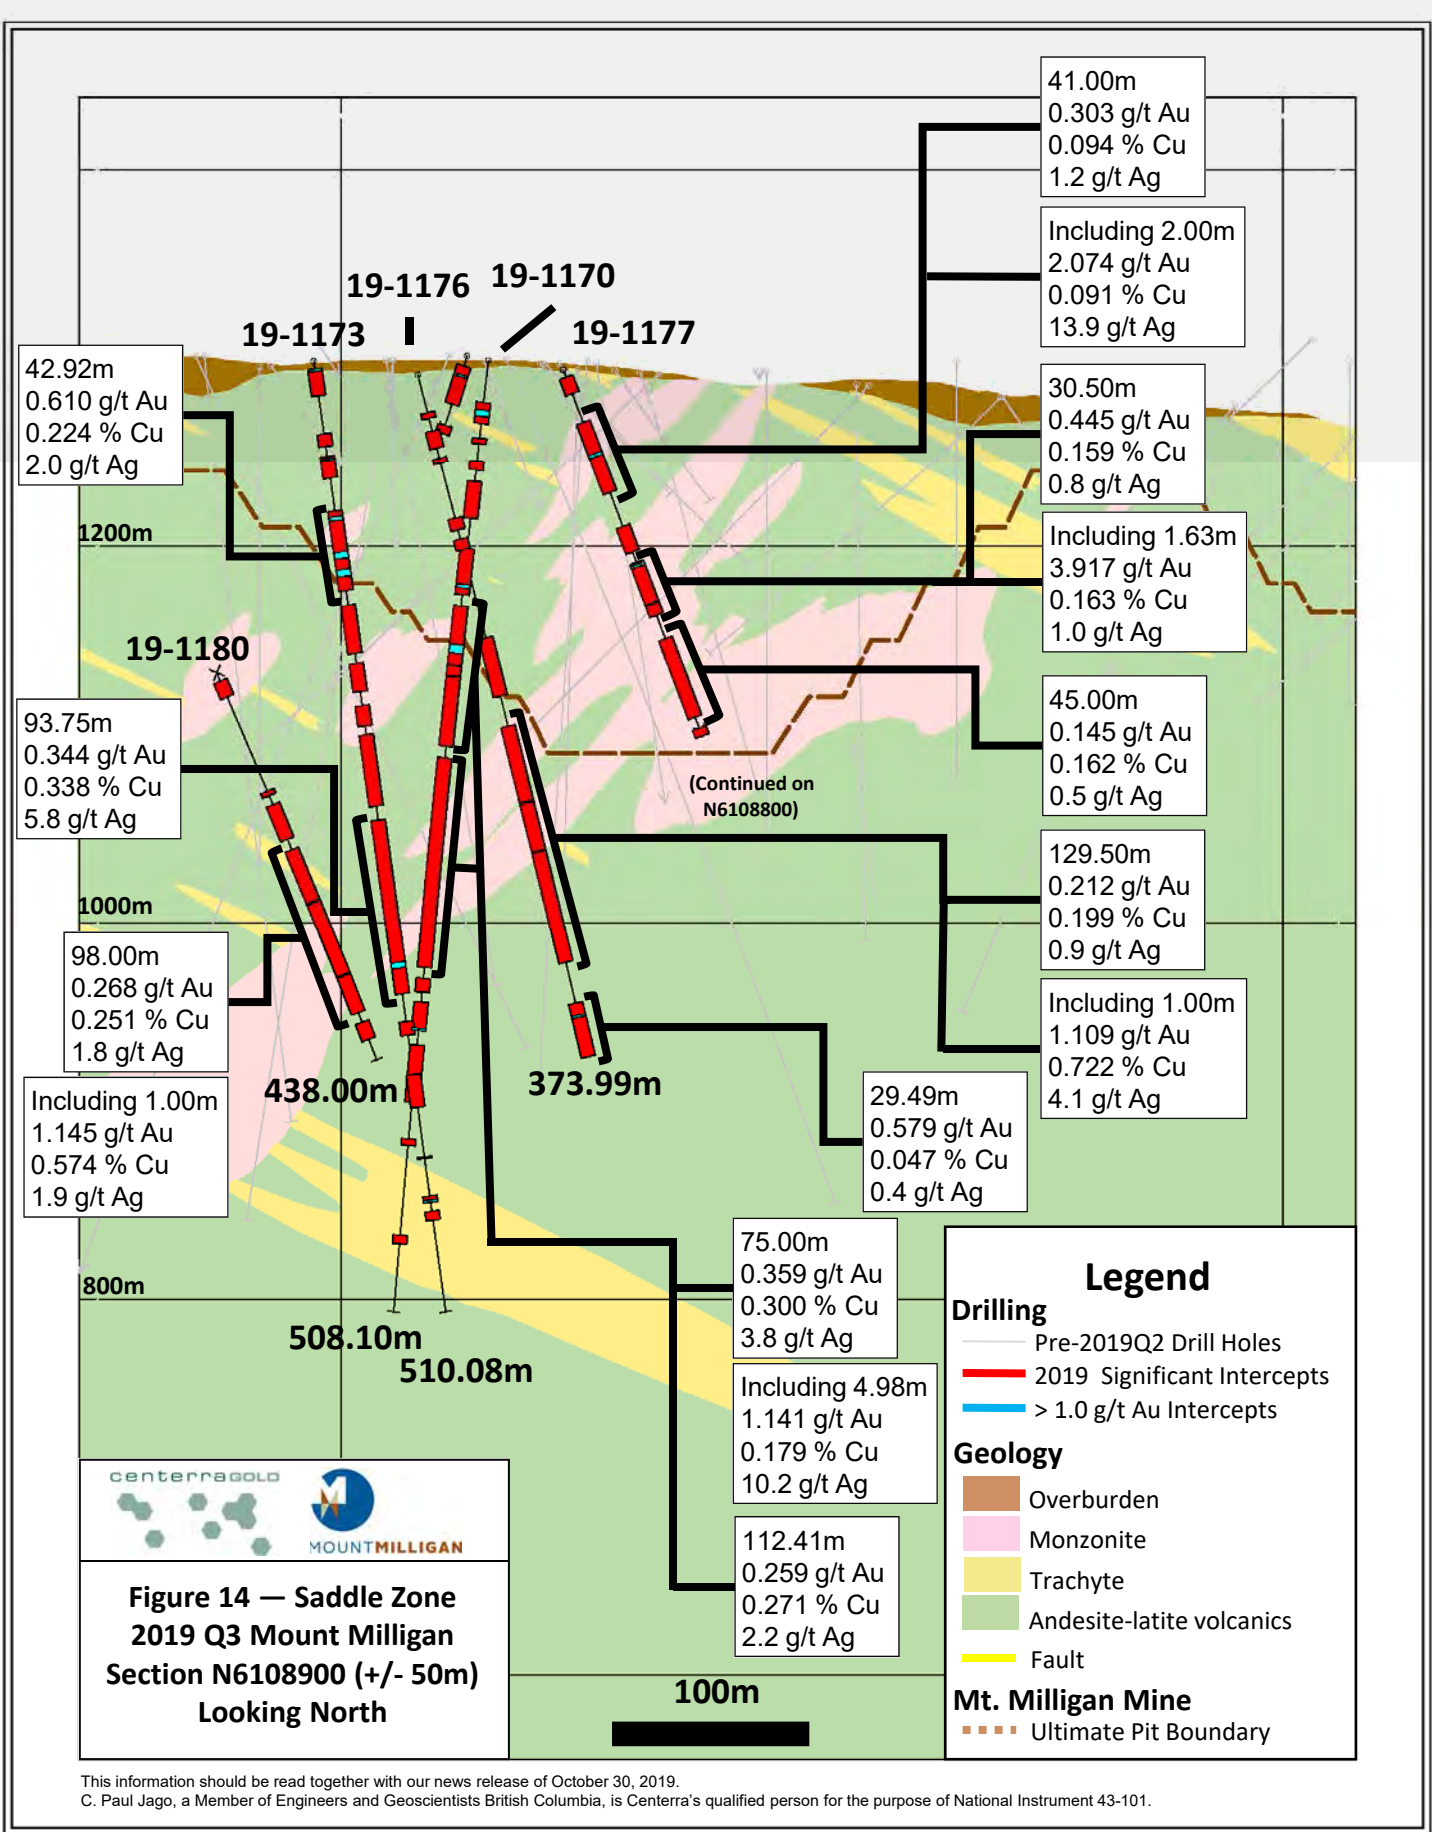 41.00m
0.303 g/t Au
0.094 % Cu
1.2 g/t Ag
Including 2.00m
2.074 g/t Au
0.091 % Cu
13.9 g/t Ag
19-1176
19-1170
19-1173
19-1177
42.92m
0.610 g/t Au
0.224 % Cu
2.0 g/t Ag
30.50m
0.445 g/t Au
0.159 % Cu
0.8 g/t Ag
1200m
Including 1.63m
3.917 g/t Au
0.163 % Cu
1.0 g/t Ag
19-1180
93.75m
0.344 g/t Au
0.338 % Cu
5.8 g/t Ag
45.00m
0.145 g/t Au
0.162 % Cu
0.5 g/t Ag
(Continued on
N6108800)
129.50m
0.212 g/t Au
0.199 % Cu
0.9 g/t Ag
1000m
98.00m
0.268 g/t Au
0.251 % Cu
1.8 g/t Ag
Including 1.00m
1.109 g/t Au
0.722 % Cu
4.1 g/t Ag
438.00m
373.99m
Including 1.00m
1.145 g/t Au
0.574 % Cu
1.9 g/t Ag
29.49m
0.579 g/t Au
0.047 % Cu
0.4 g/t Ag
800m
75.00m
0.359 g/t Au
0.300 % Cu
3.8 g/t Ag
508.10m
510.08m
Including 4.98m
1.141 g/t Au
0.179 % Cu
10.2 g/t Ag
112.41m
0.259 g/t Au
0.271 % Cu
2.2 g/t Ag
Legend
Drilling
Pre-2019Q2 Drill Holes
2019 Significant Intercepts
> 1.0 g/t Au Intercepts
Geology
Overburden
Monzonite
Trachyte
Andesite-latite volcanics
Fault
Mt. Milligan Mine
Ultimate Pit Boundary
centerraGOLD
MOUNTMILLIGAN
Figure 14 — Saddle Zone
2019 Q3 Mount Milligan
Section N6108900 (+/- 50m)
Looking North
100m
This information should be read together with our news release of October 30, 2019.
C. Paul Jago, a Member of Engineers and Geoscientists British Columbia, is Centerra's qualified person for the purpose of National Instrument 43-101.